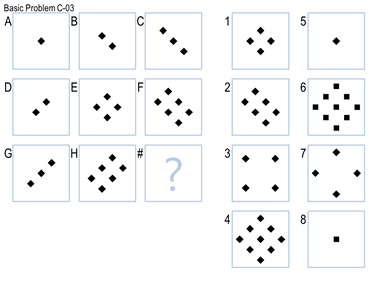 Basic Problem C-03
A B C 1 5
D E F 2 6
G H # ? 3 7
4 8